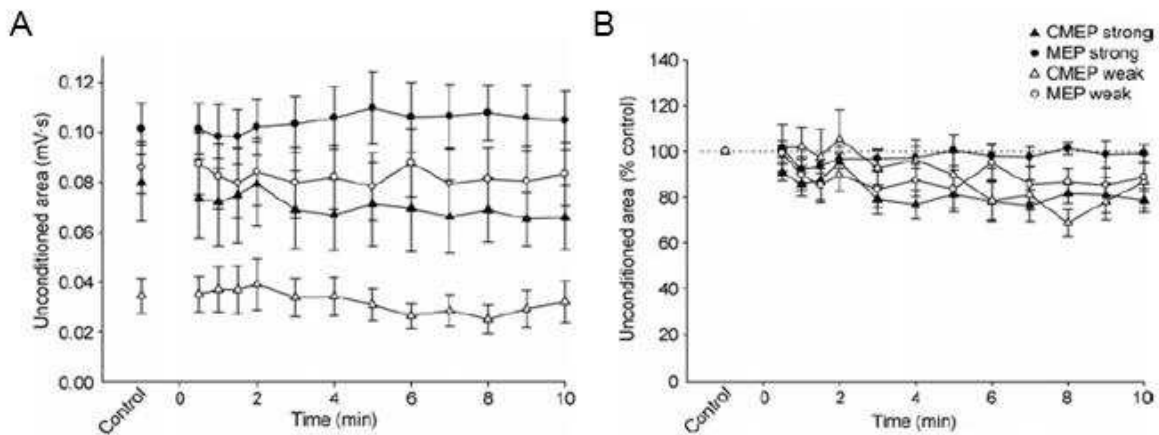 A
Unconditioned area (mV·s)
0.12
0.10
0.08
0.06
0.04
0.02
0.00
Control
0
2
4
6
8
10
Time (min)
B
CMEP strong
MEP strong
CMEP weak
MEP weak
Unconditioned area (% control)
140
120
100
80
60
40
20
0
Control
0
2
4
6
8
10
Time (min)